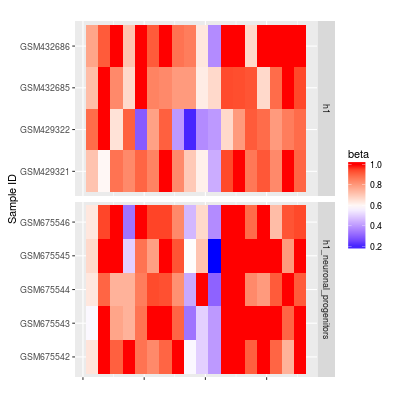 GSM432686
GSM432685
GSM429322
GSM429321
h1
GSM675546
GSM675545
GSM675544
GSM675543
GSM675542
h1_neuronal_progenitors
Sample ID
beta
1.0
0.8
0.6
0.4
0.2